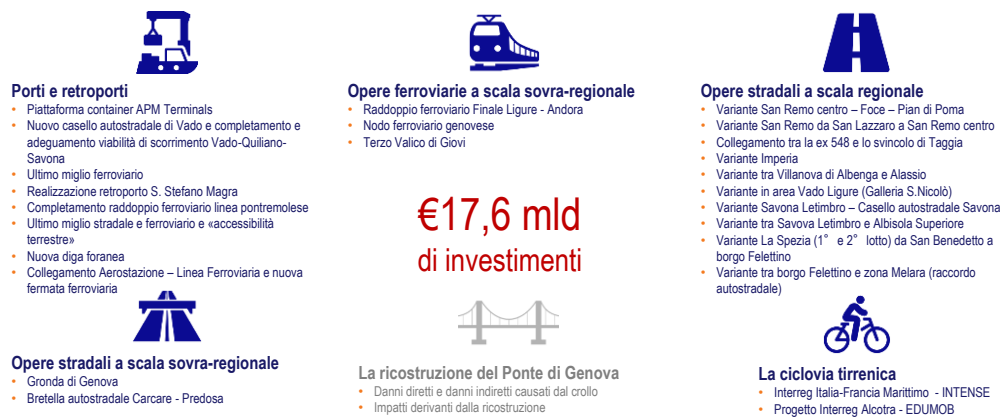 Porti e retroporti
• Piattaforma container APM Terminals
• Nuovo casello autostradale di Vado e completamento e
adeguamento viabilità di scorrimento Vado-Quiliano-
Savona
• Ultimo miglio ferroviario
• Realizzazione retroporto S. Stefano Magra
• Completamento raddoppio ferroviario linea pontremolese
• Ultimo miglio stradale e ferroviario e «accessibilità
terrestre»
• Nuova diga foranea
• Collegamento Aerostazione – Linea Ferroviaria e nuova
fermata ferroviaria
Opere stradali a scala sovra-regionale
• Gronda di Genova
• Bretella autostradale Carcare - Predosa
Opere ferroviarie a scala sovra-regionale
• Raddoppio ferroviario Finale Ligure - Andora
• Nodo ferroviario genovese
• Terzo Valico di Giovi
€17,6 mld
di investimenti
La ricostruzione del Ponte di Genova
• Danni diretti e danni indiretti causati dal crollo
• Impatti derivanti dalla ricostruzione
Opere stradali a scala regionale
• Variante San Remo centro – Foce – Pian di Poma
• Variante San Remo da San Lazzaro a San Remo centro
• Collegamento tra la ex 548 e lo svincolo di Taggia
• Variante Imperia
• Variante tra Villanova di Albenga e Alassio
• Variante in area Vado Ligure (Galleria S.Nicolò)
• Variante Savona Letimbro – Casello autostradale Savona
• Variante tra Savova Letimbro e Albisola Superiore
• Variante La Spezia (1° e 2° lotto) da San Benedetto a
borgo Felettino
• Variante tra borgo Felettino e zona Melara (raccordo
autostradale)
La ciclovia tirrenica
• Interreg Italia-Francia Marittimo - INTENSE
• Progetto Interreg Alcotra - EDUMOB